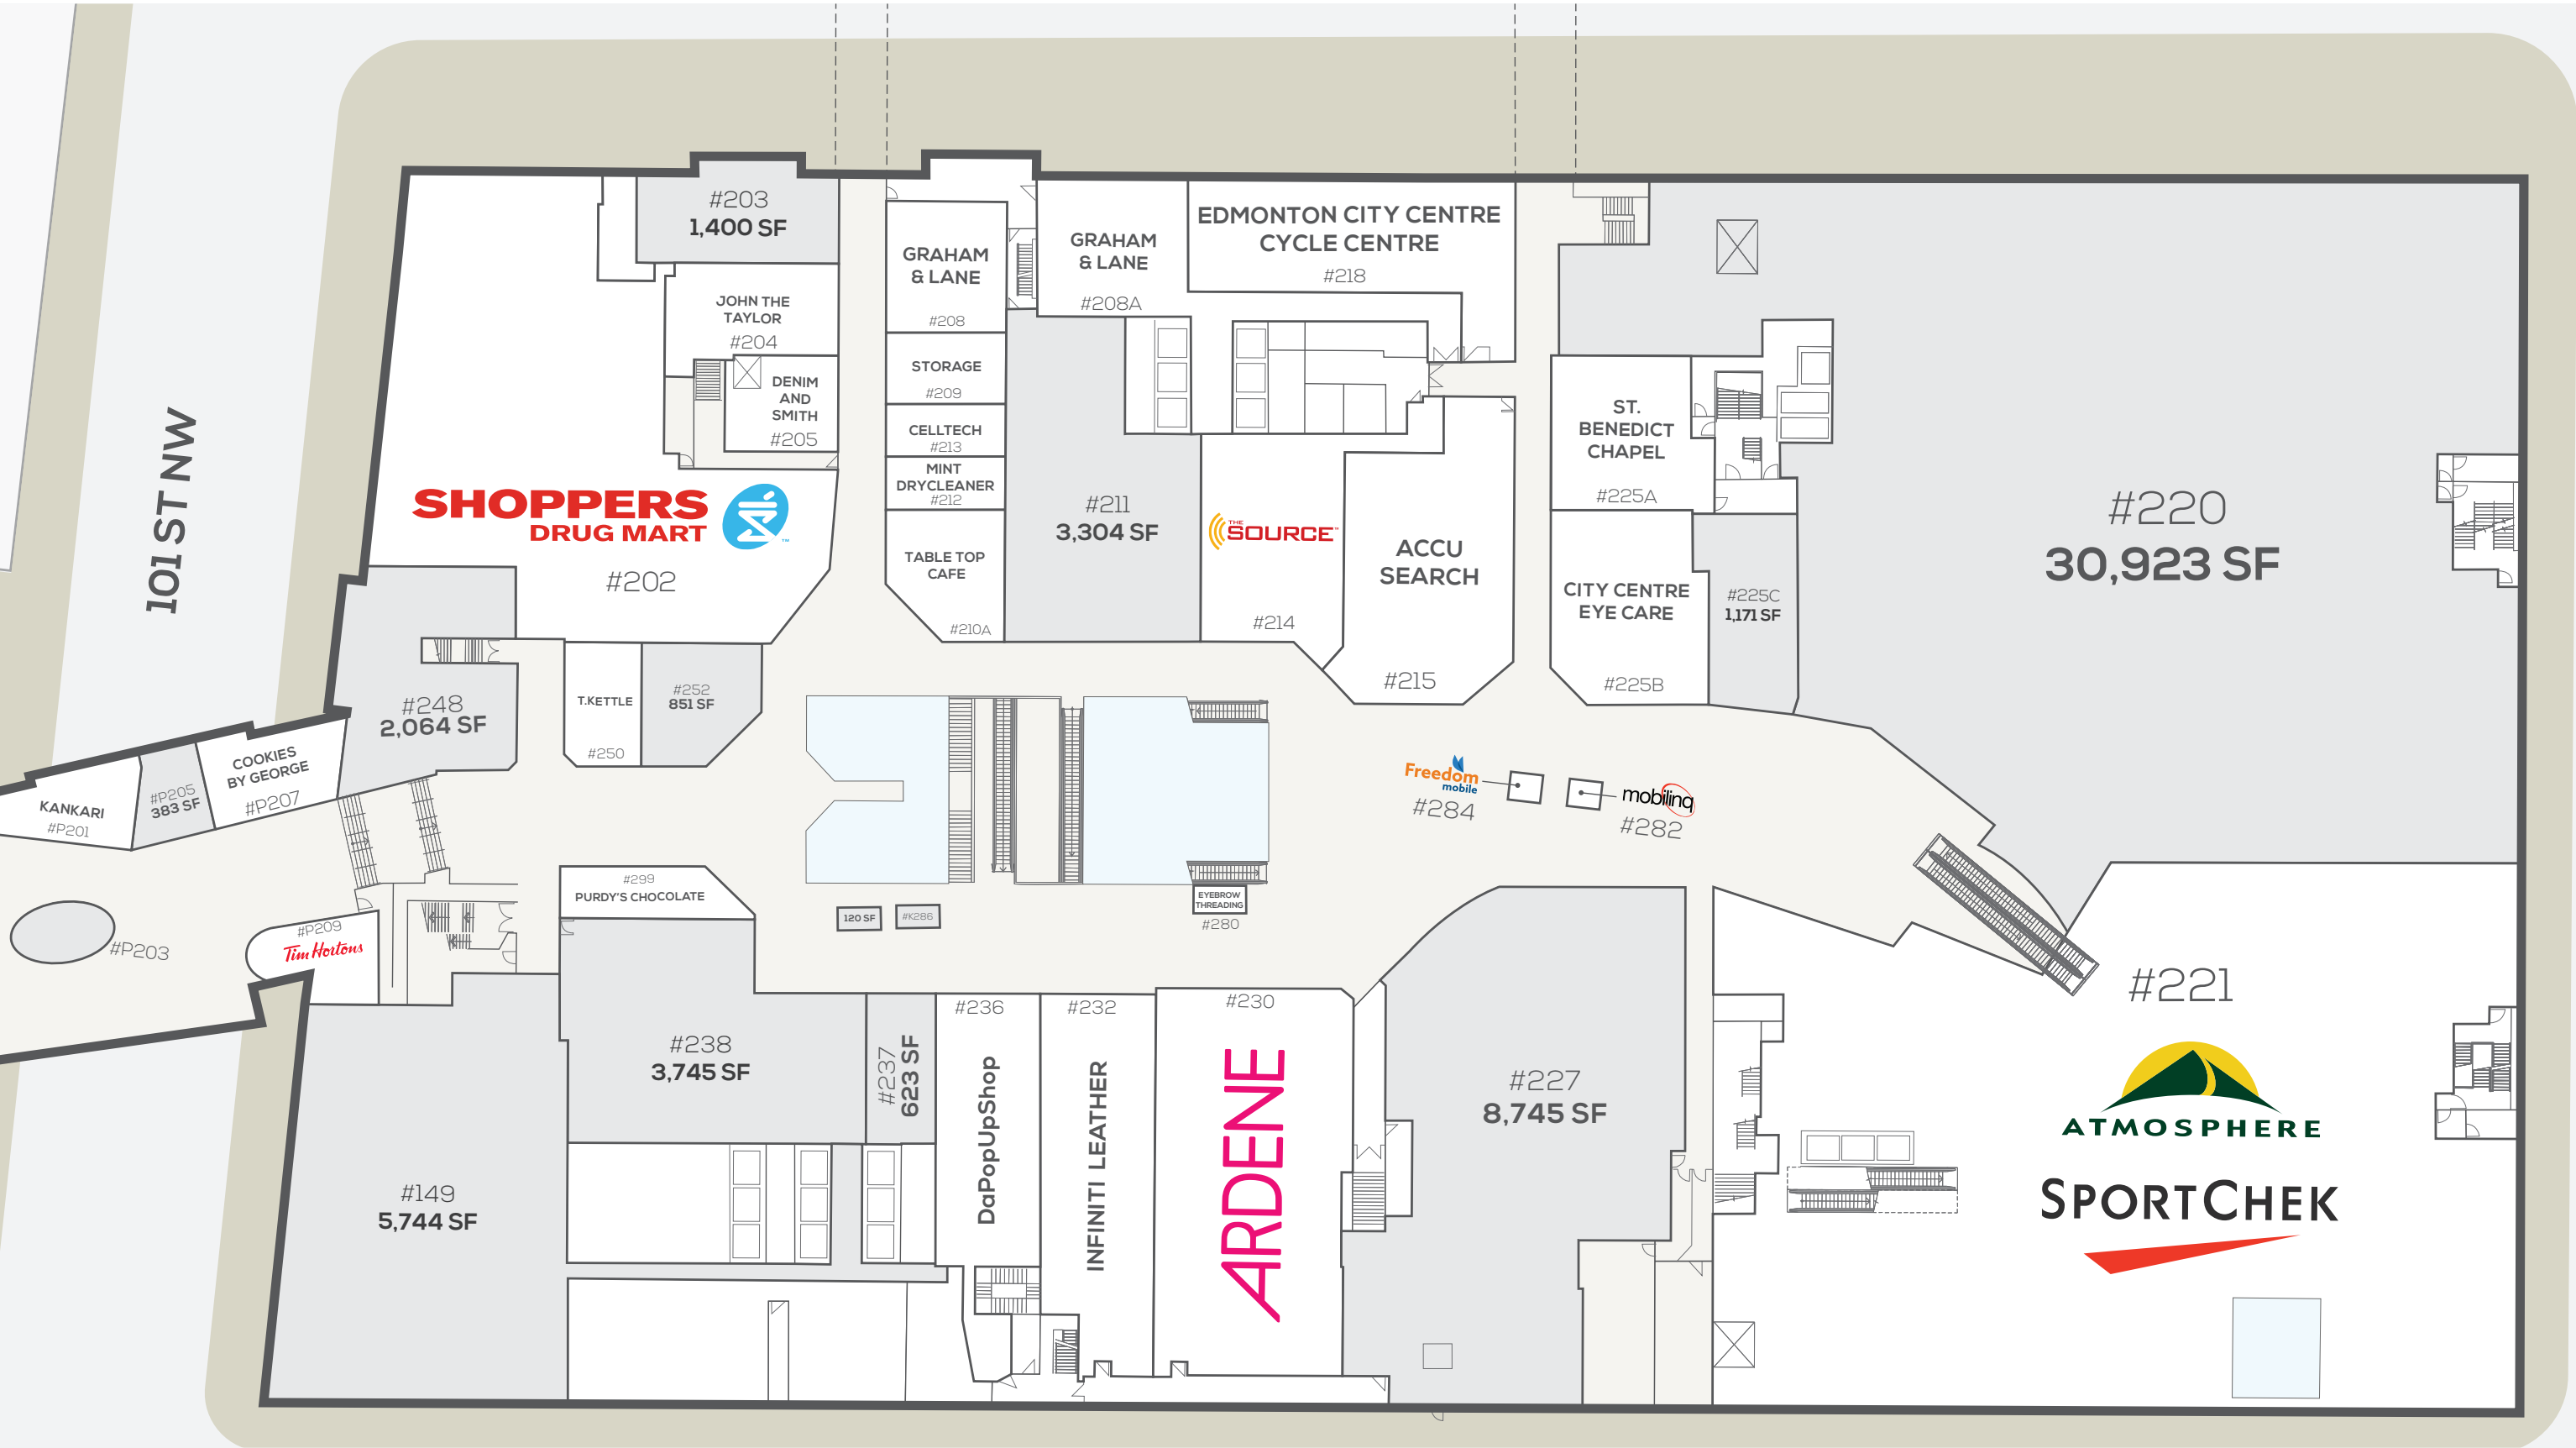 101 ST NW
#203
1,400 SF
JOHN THE
TAYLOR
#204
DENIM
AND
SMITH
#205
SHOPPERS
DRUG MART
TM
#202
GRAHAM
& LANE
#208
STORAGE
#209
CELLTECH
#213
MINT
DRYCLEANER
#212
TABLE TOP
CAFE
#210A
GRAHAM
& LANE
#208A
EDMONTON CITY CENTRE
CYCLE CENTRE
#218
#211
3,304 SF
THE
SOURCE
#214
ACCU
SEARCH
#215
ST.
BENEDICT
CHAPEL
#225A
CITY CENTRE
EYE CARE
#225B
#225C
1,171 SF
#220
30,923 SF
#248
2,064 SF
T.KETTLE
#250
#252
851 SF
KANKARI
#P201
#P205
383 SF
COOKIES
BY GEORGE
#P207
#P203
#P209
Tim Hortons
#299
PURDY'S CHOCOLATE
120 SF
#K286
EYEBROW
THREADING
#280
Freedom
mobile
#284
mobilinq
#282
#149
5,744 SF
#238
3,745 SF
#237
623 SF
#236
DaPopUpShop
#232
INFINITI LEATHER
#230
ARDENE
#227
8,745 SF
#221
ATMOSPHERE
SPORTCHEK